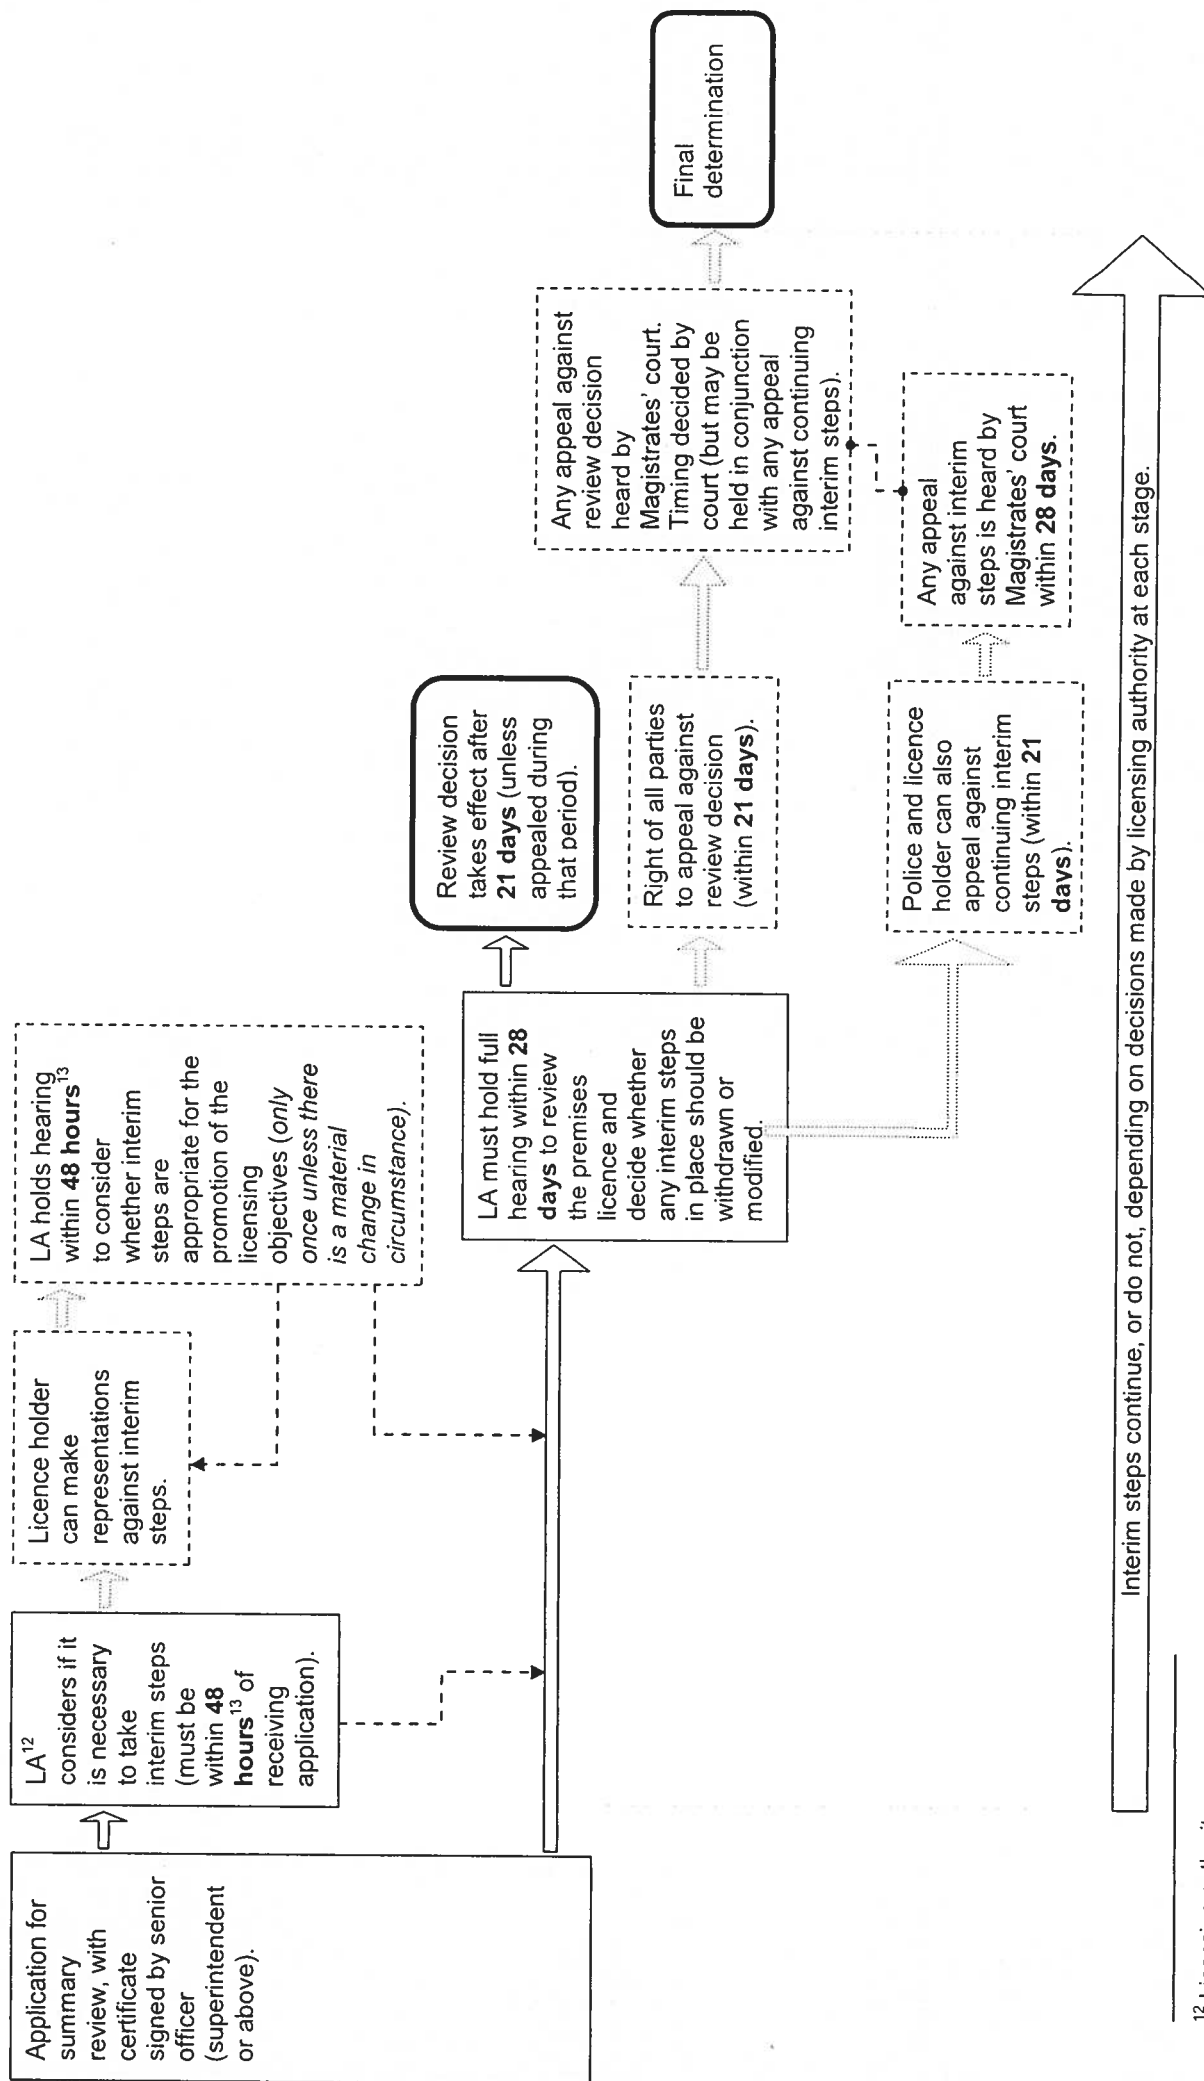 Application for
summary
review, with
certificate
signed by senior
officer
(superintendent
or above).
LA12
considers if it
is necessary
to take
interim steps
(must be
within 48
hours13 of
receiving
application).
Licence holder
can make
representations
against interim
steps.
LA holds hearing
within 48 hours13
to consider
whether interim
steps are
appropriate for the
promotion of the
licensing
objectives (only
once unless there
is a material
change in
circumstance).
LA must hold full
hearing within 28
days to review
the premises
licence and
decide whether
any interim steps
in place should be
withdrawn or
modified.
Review decision
takes effect after
21 days (unless
appealed during
that period).
Right of all parties
to appeal against
review decision
(within 21 days).
Police and licence
holder can also
appeal against
continuing interim
steps (within 21
days).
Any appeal against
review decision
heard by
Magistrates' court.
Timing decided by
court (but may be
held in conjunction
with any appeal
against continuing
interim steps).
Any appeal
against interim
steps is heard by
Magistrates' court
within 28 days.
Final
determination
Interim steps continue, or do not, depending on decisions made by licensing authority at each stage.
12